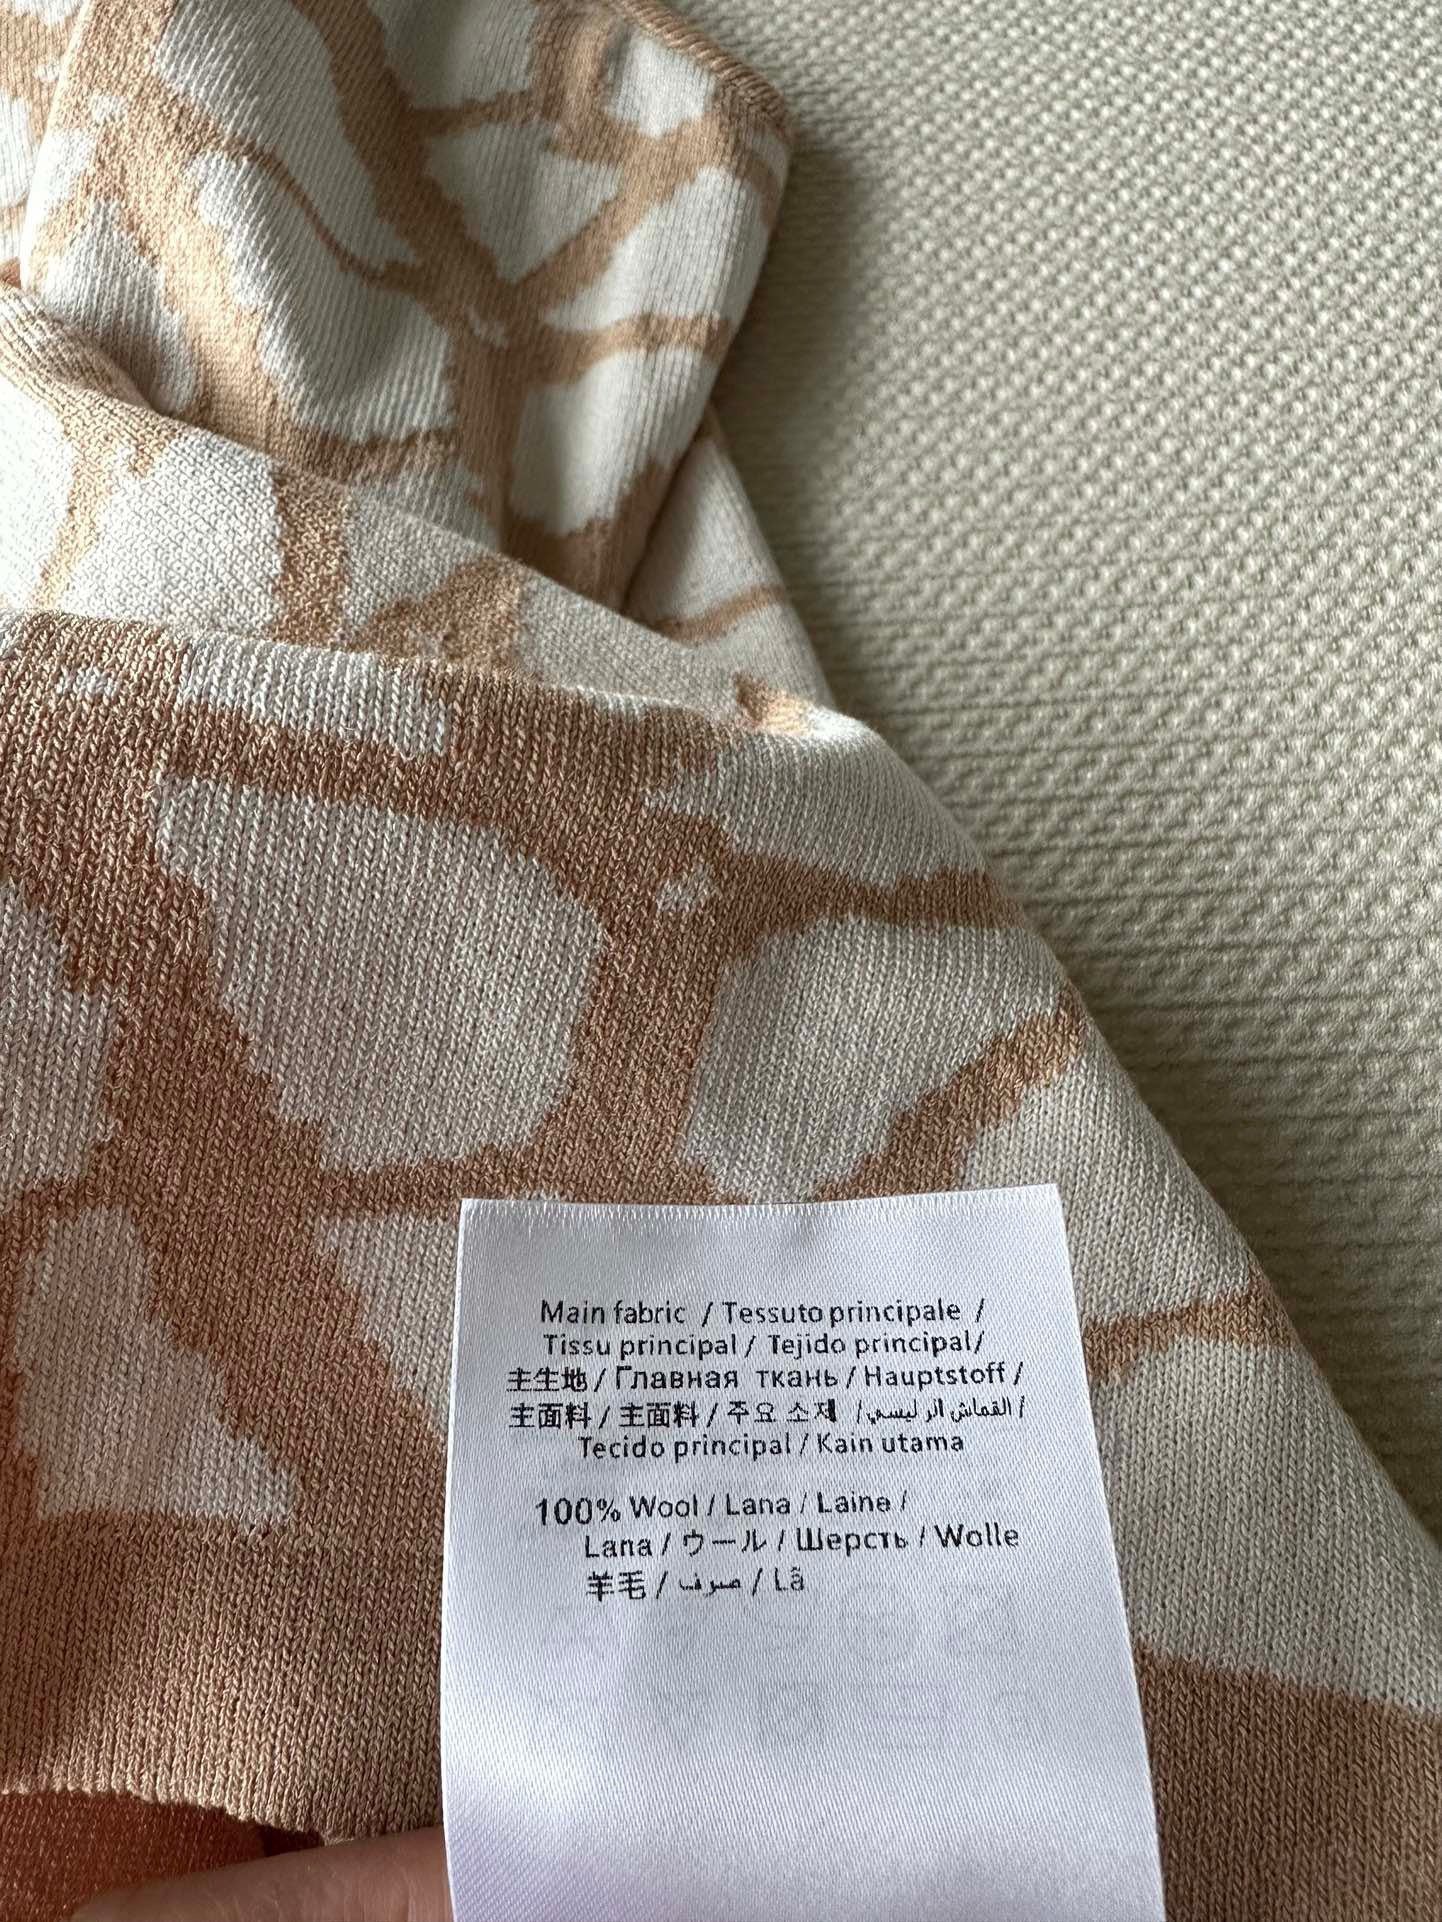 Main fabric / Tessuto principale /
Tissu principal / Tejido principal/
主生地 / Главная ткань / Hauptstoff /
主面料 / 主面料 / 주요 소재 / القماش الرئيسي /
Tecido principal / Kain utama
100% Wool / Lana / Laine /
Lana / ウール / Шерсть / Wolle
羊毛 / صرف / Lã